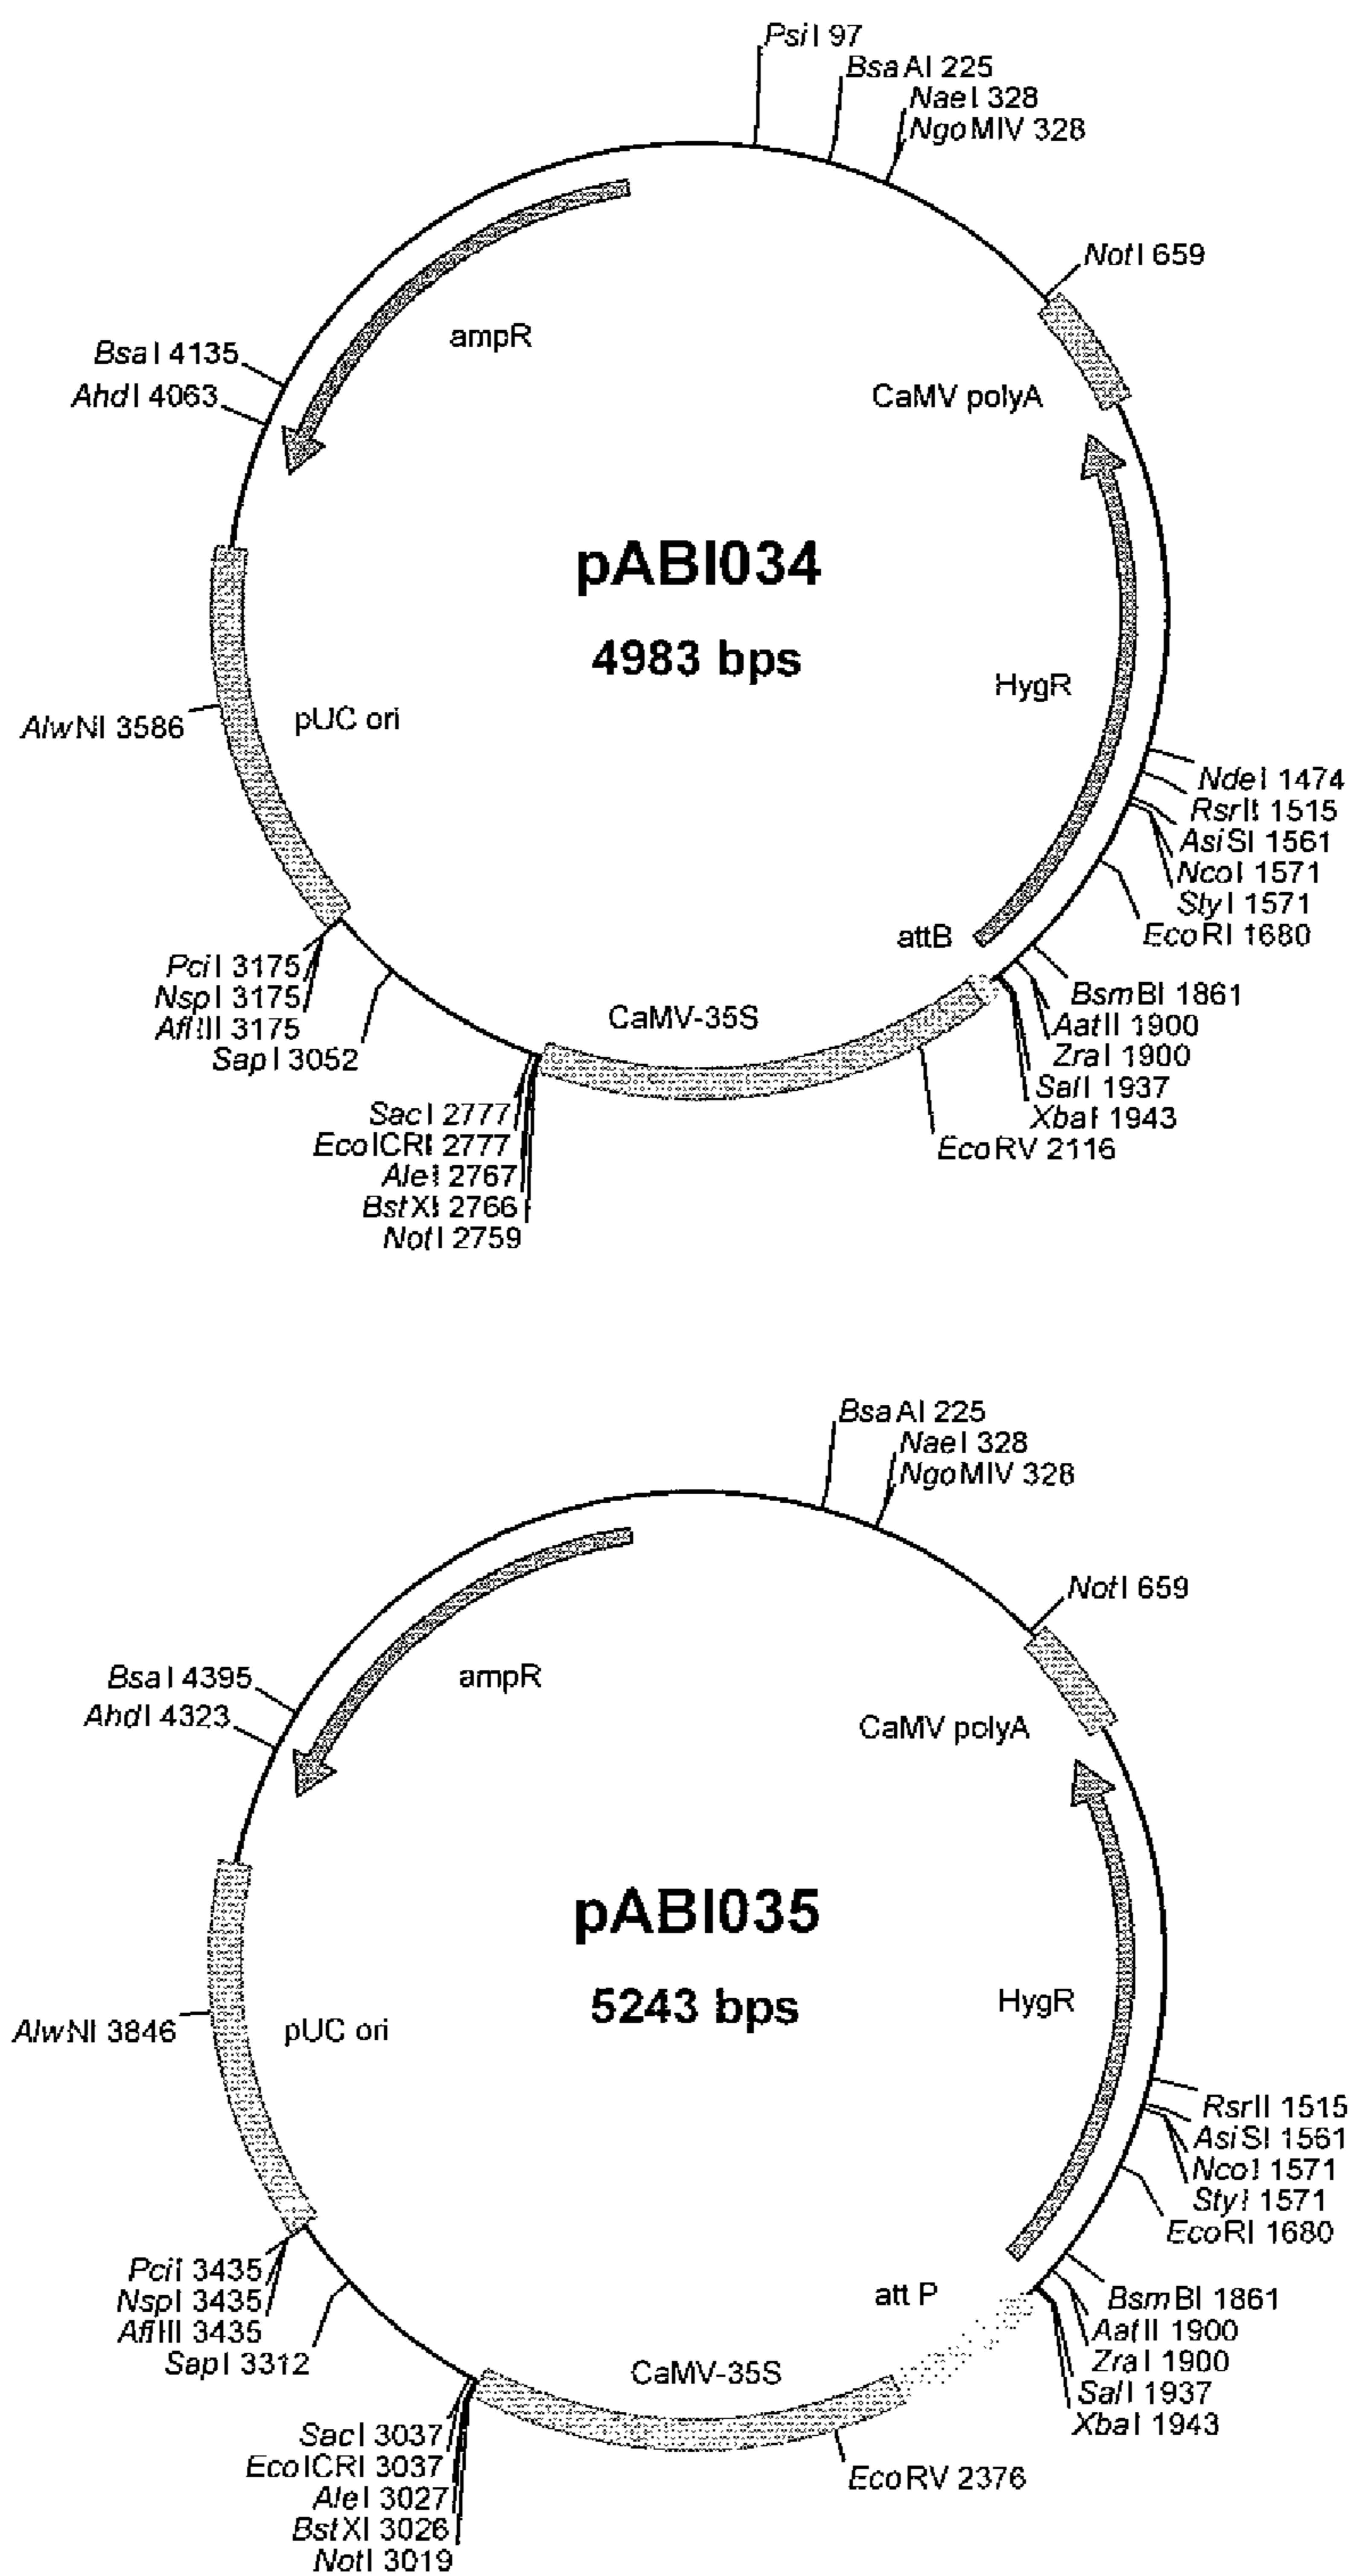 PsiI 97
BsaAI 225
NaeI 328
NgoMIV 328
NotI 659
ampR
BsaI 4135
AhdI 4063
CaMV polyA
pABI034
4983 bps
HygR
AlwNI 3586
pUC ori
NdeI 1474
RsrII 1515
AsiSI 1561
NcoI 1571
StyI 1571
EcoRI 1680
attB
PciI 3175
NspI 3175
AflIII 3175
SapI 3052
BsmBI 1861
AatII 1900
ZraI 1900
SalI 1937
XbaI 1943
CaMV-35S
EcoRV 2116
SacI 2777
EcoICRI 2777
AleI 2767
BstXI 2766
NotI 2759
BsaAI 225
NaeI 328
NgoMIV 328
NotI 659
ampR
BsaI 4395
AhdI 4323
CaMV polyA
pABI035
5243 bps
HygR
AlwNI 3846
pUC ori
RsrII 1515
AsiSI 1561
NcoI 1571
StyI 1571
EcoRI 1680
att P
PciI 3435
NspI 3435
AflIII 3435
SapI 3312
BsmBI 1861
AatII 1900
ZraI 1900
SalI 1937
XbaI 1943
CaMV-35S
EcoRV 2376
SacI 3037
EcoICRI 3037
AleI 3027
BstXI 3026
NotI 3019